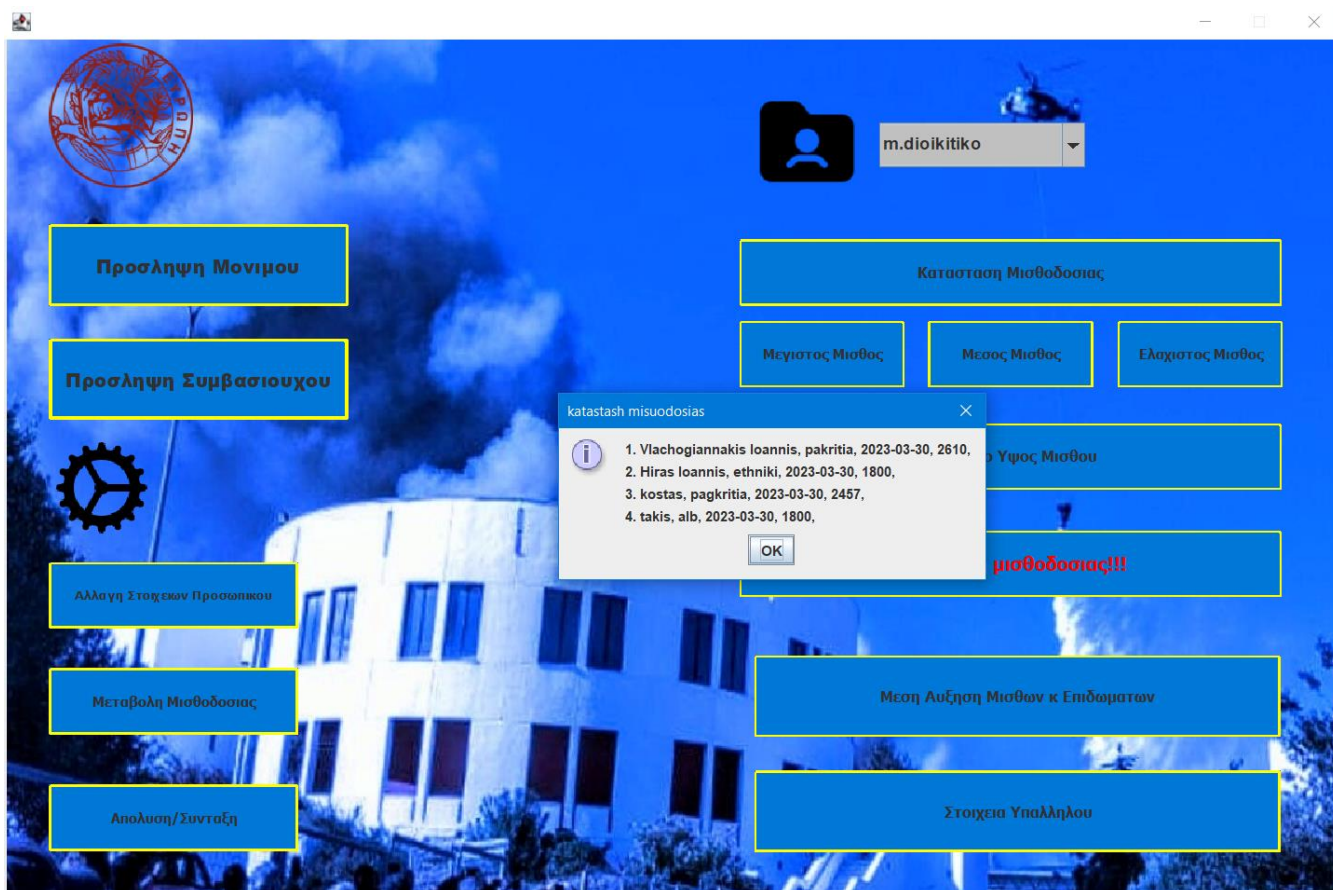 m.dioikitiko
Προσληψη Μονιμου
Προσληψη Συμβασιουχου
Αλλαγη Στοιχειων Προσωπικου
Μεταβολη Μισθοδοσιας
Απολυση/Συνταξη
Κατασταση Μισθοδοσιας
Μεγιστος Μισθος
Μεσος Μισθος
Ελαχιστος Μισθος
Υψος Μισθου
μισθοδοσιας!!!
Μεση Αυξηση Μισθων κ Επιδωματων
Στοιχεια Υπαλληλου
katastash misuodosias
1. Vlachogiannakis Ioannis, pakritia, 2023-03-30, 2610,
2. Hiras Ioannis, ethniki, 2023-03-30, 1800,
3. kostas, pagkritia, 2023-03-30, 2457,
4. takis, alb, 2023-03-30, 1800,
OK